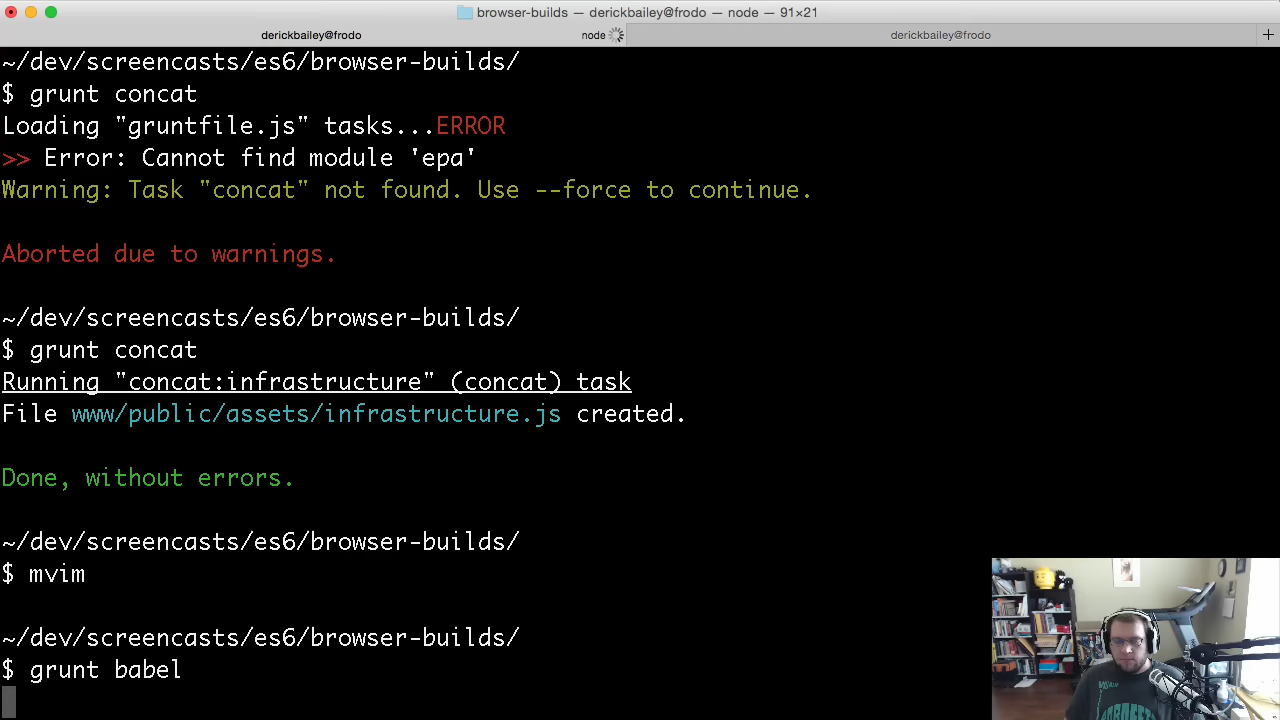 browser-builds — derickbailey@frodo — node — 91×21
derickbailey@frodo node derickbailey@frodo +
~/dev/screencasts/es6/browser-builds/
$ grunt concat
Loading "gruntfile.js" tasks...ERROR
>> Error: Cannot find module 'epa'
Warning: Task "concat" not found. Use --force to continue.
Aborted due to warnings.
~/dev/screencasts/es6/browser-builds/
$ grunt concat
Running "concat:infrastructure" (concat) task
File www/public/assets/infrastructure.js created.
Done, without errors.
~/dev/screencasts/es6/browser-builds/
$ mvim
~/dev/screencasts/es6/browser-builds/
$ grunt babel